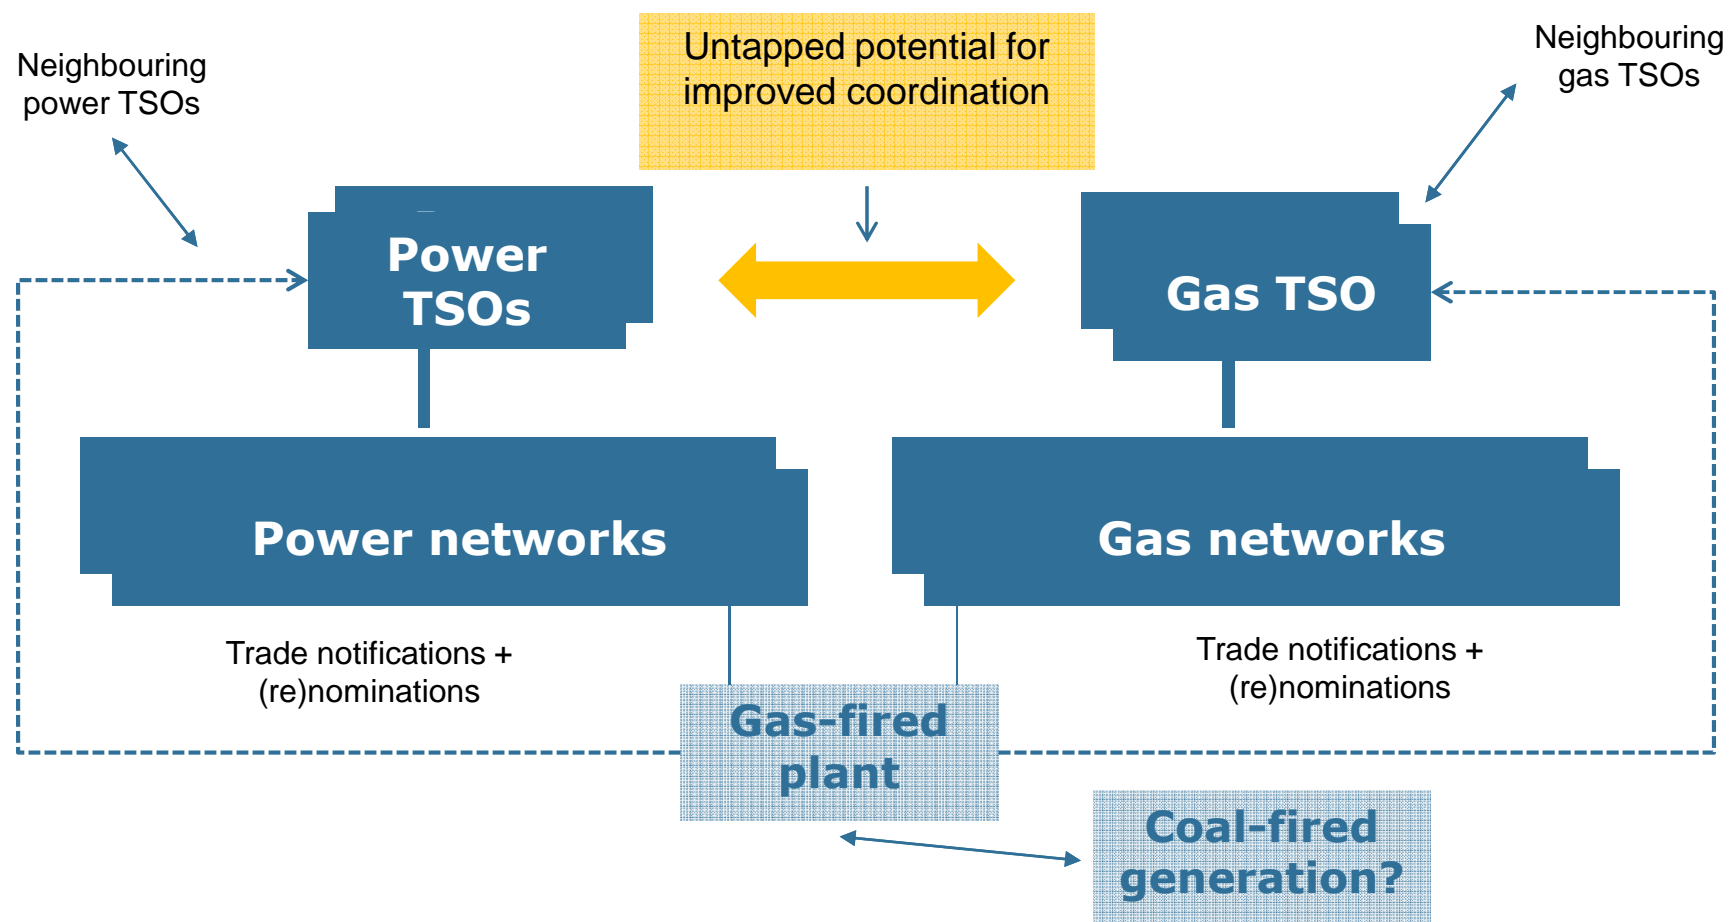 Neighbouring
power TSOs
Untapped potential for
improved coordination
Neighbouring
gas TSOs
Power
TSOs
Gas TSO
Power networks
Gas networks
Trade notifications +
(re)nominations
Trade notifications +
(re)nominations
Gas-fired
plant
Coal-fired
generation?